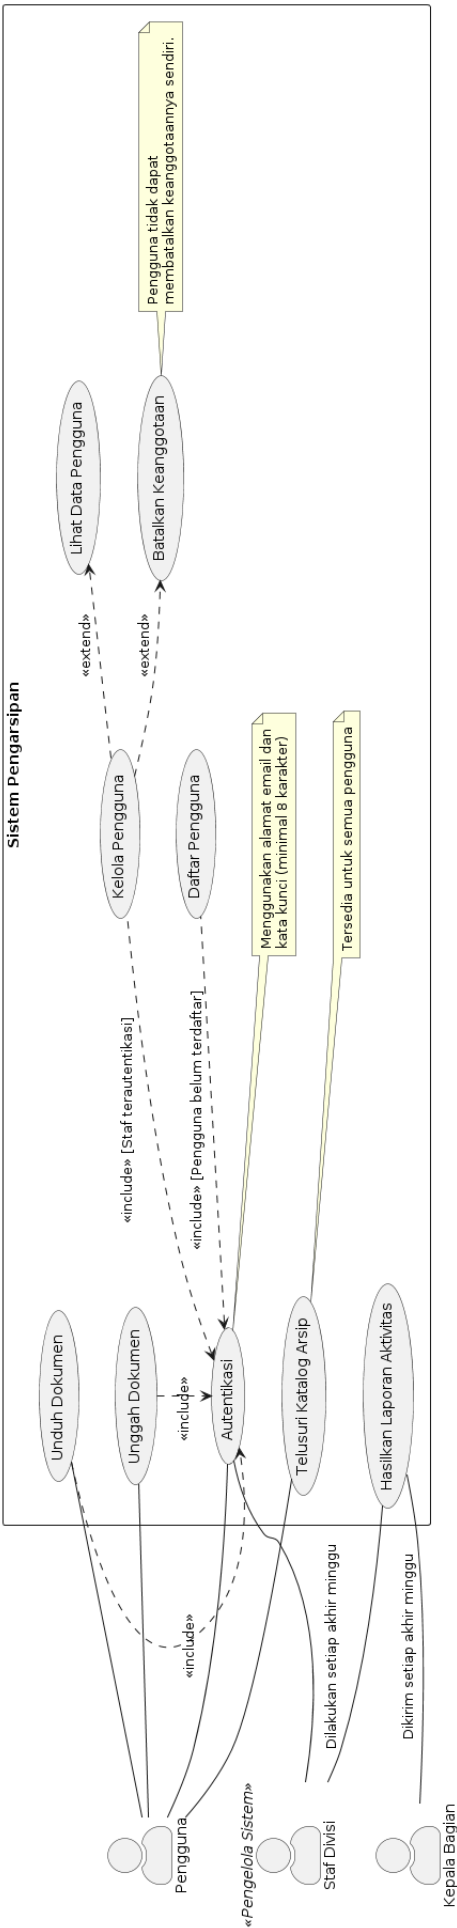 Sistem Pengarsipan
Unduh Dokumen
Lihat Data Pengguna
«extend»
Kelola Pengguna
«include» [Staf terautentikasi]
Unggah Dokumen
«include»
«extend»
Batalkan Keanggotaan
Pengguna tidak dapat
membatalkan keanggotaannya sendiri.
Daftar Pengguna
«include» [Pengguna belum terdaftar]
«include»
Pengguna
Autentikasi
Menggunakan alamat email dan
kata kunci (minimal 8 karakter)
Telusuri Katalog Arsip
Tersedia untuk semua pengguna
«Pengelola Sistem»
Staf Divisi
Dilakukan setiap akhir minggu
Hasilkan Laporan Aktivitas
Dikirim setiap akhir minggu
Kepala Bagian